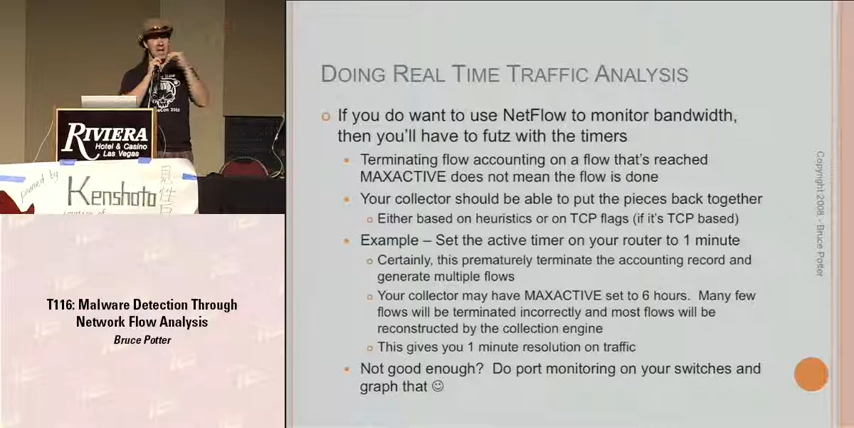 RIVIERA
Hotel & Casino
Las Vegas
pwned by
Kenshoto
T116: Malware Detection Through
Network Flow Analysis
Bruce Potter
DOING REAL TIME TRAFFIC ANALYSIS
If you do want to use NetFlow to monitor bandwidth,
then you'll have to futz with the timers
Terminating flow accounting on a flow that's reached
MAXACTIVE does not mean the flow is done
Your collector should be able to put the pieces back together
Either based on heuristics or on TCP flags (if it's TCP based)
Example – Set the active timer on your router to 1 minute
Certainly, this prematurely terminate the accounting record and
generate multiple flows
Your collector may have MAXACTIVE set to 6 hours. Many few
flows will be terminated incorrectly and most flows will be
reconstructed by the collection engine
This gives you 1 minute resolution on traffic
Not good enough? Do port monitoring on your switches and
graph that ☺
Copyright 2008 - Bruce Potter